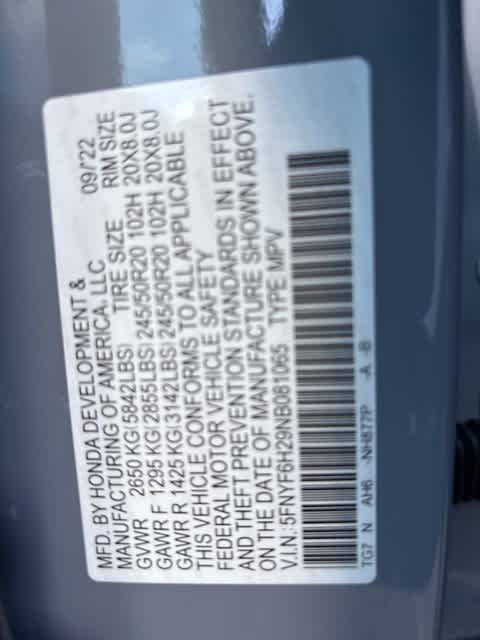 MFD. BY HONDA DEVELOPMENT & 09/'22
MANUFACTURING OF AMERICA, LLC
TIRE SIZE RIM SIZE
GVWR 2650 KG(5842LBS) 245/50R20 102H 20X8.0J
GAWR F 1295 KG(2855LBS) 245/50R20 102H 20X8.0J
GAWR R 1425 KG(3142LBS)
THIS VEHICLE CONFORMS TO ALL APPLICABLE
FEDERAL MOTOR VEHICLE SAFETY
AND THEFT PREVENTION STANDARDS IN EFFECT
ON THE DATE OF MANUFACTURE SHOWN ABOVE.
V.I.N.:5FNYF6H29NB081065 TYPE MPV
TG7 N AH6 -NH877P -A -B